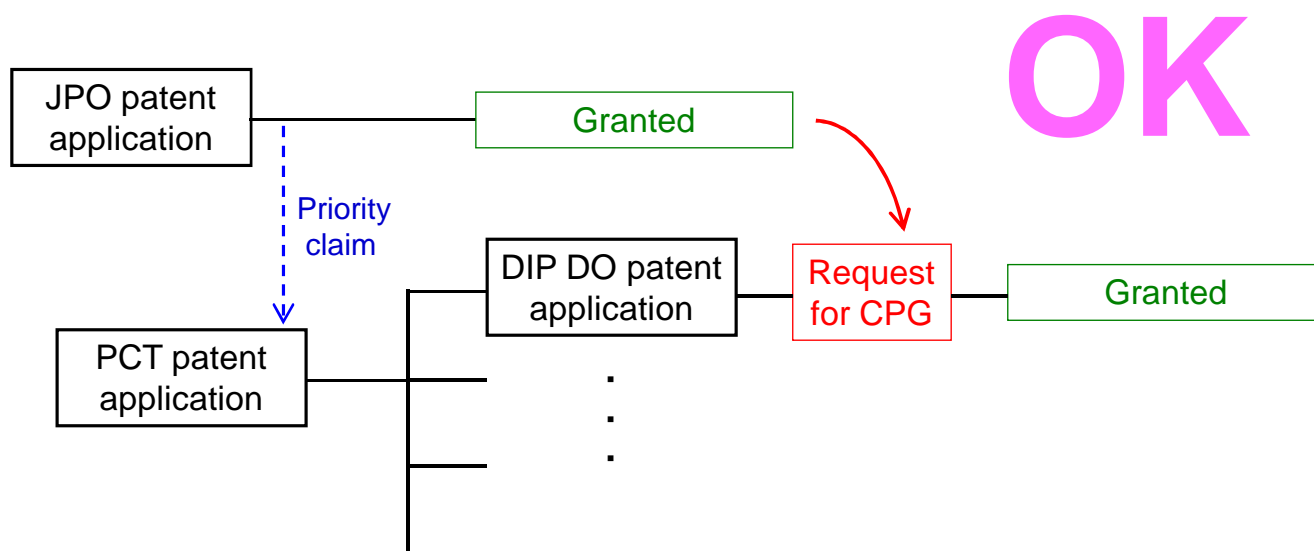 OK
JPO patent
application
Granted
Priority
claim
DIP DO patent
application
Request
for CPG
Granted
PCT patent
application
.
.
.